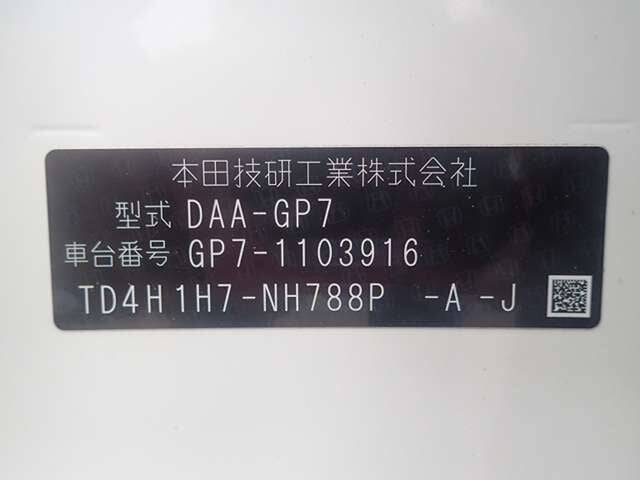 本田技研工業株式会社
型式 DAA-GP7
車台番号 GP7-1103916
TD4H1H7-NH788P -A -J